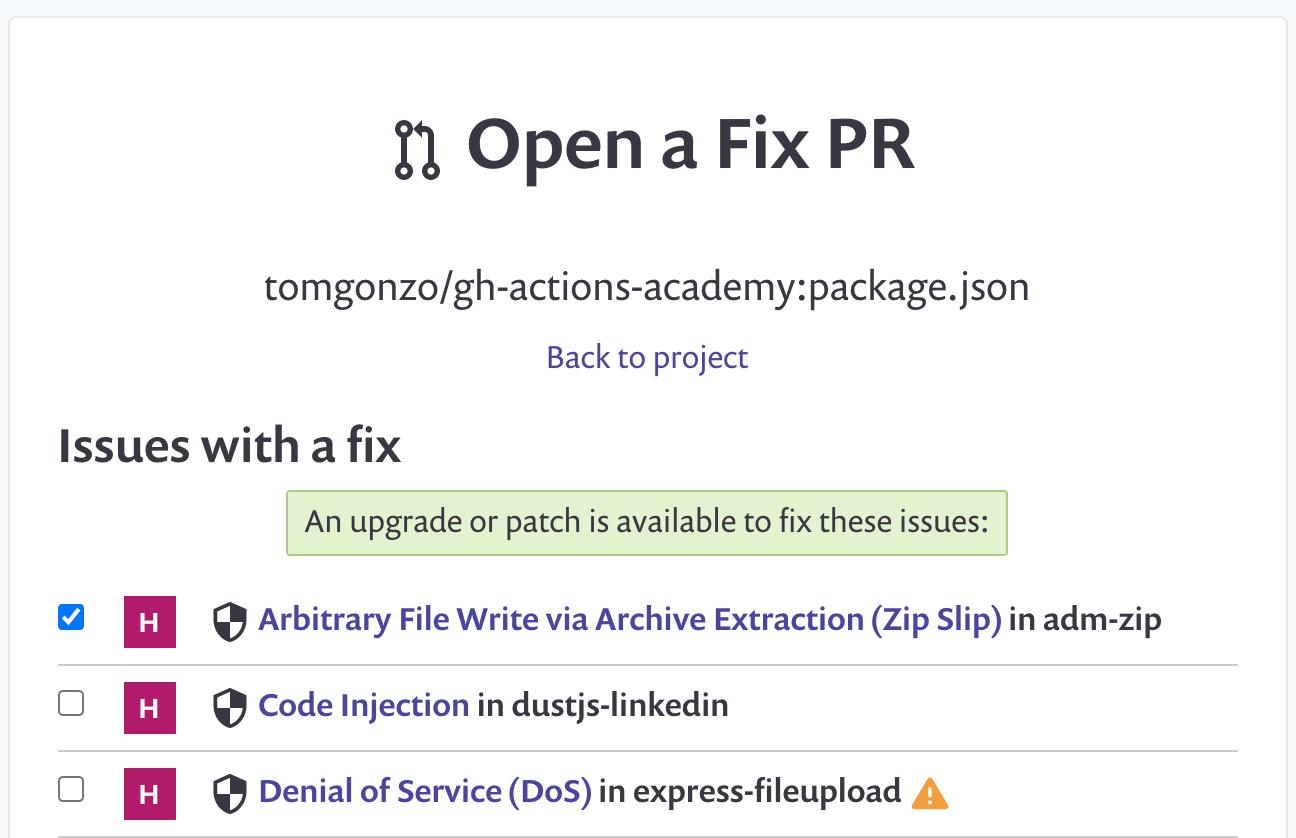 Open a Fix PR
tomgonzo/gh-actions-academy:package.json
Back to project
Issues with a fix
An upgrade or patch is available to fix these issues:
H Arbitrary File Write via Archive Extraction (Zip Slip) in adm-zip
H Code Injection in dustjs-linkedin
H Denial of Service (DoS) in express-fileupload